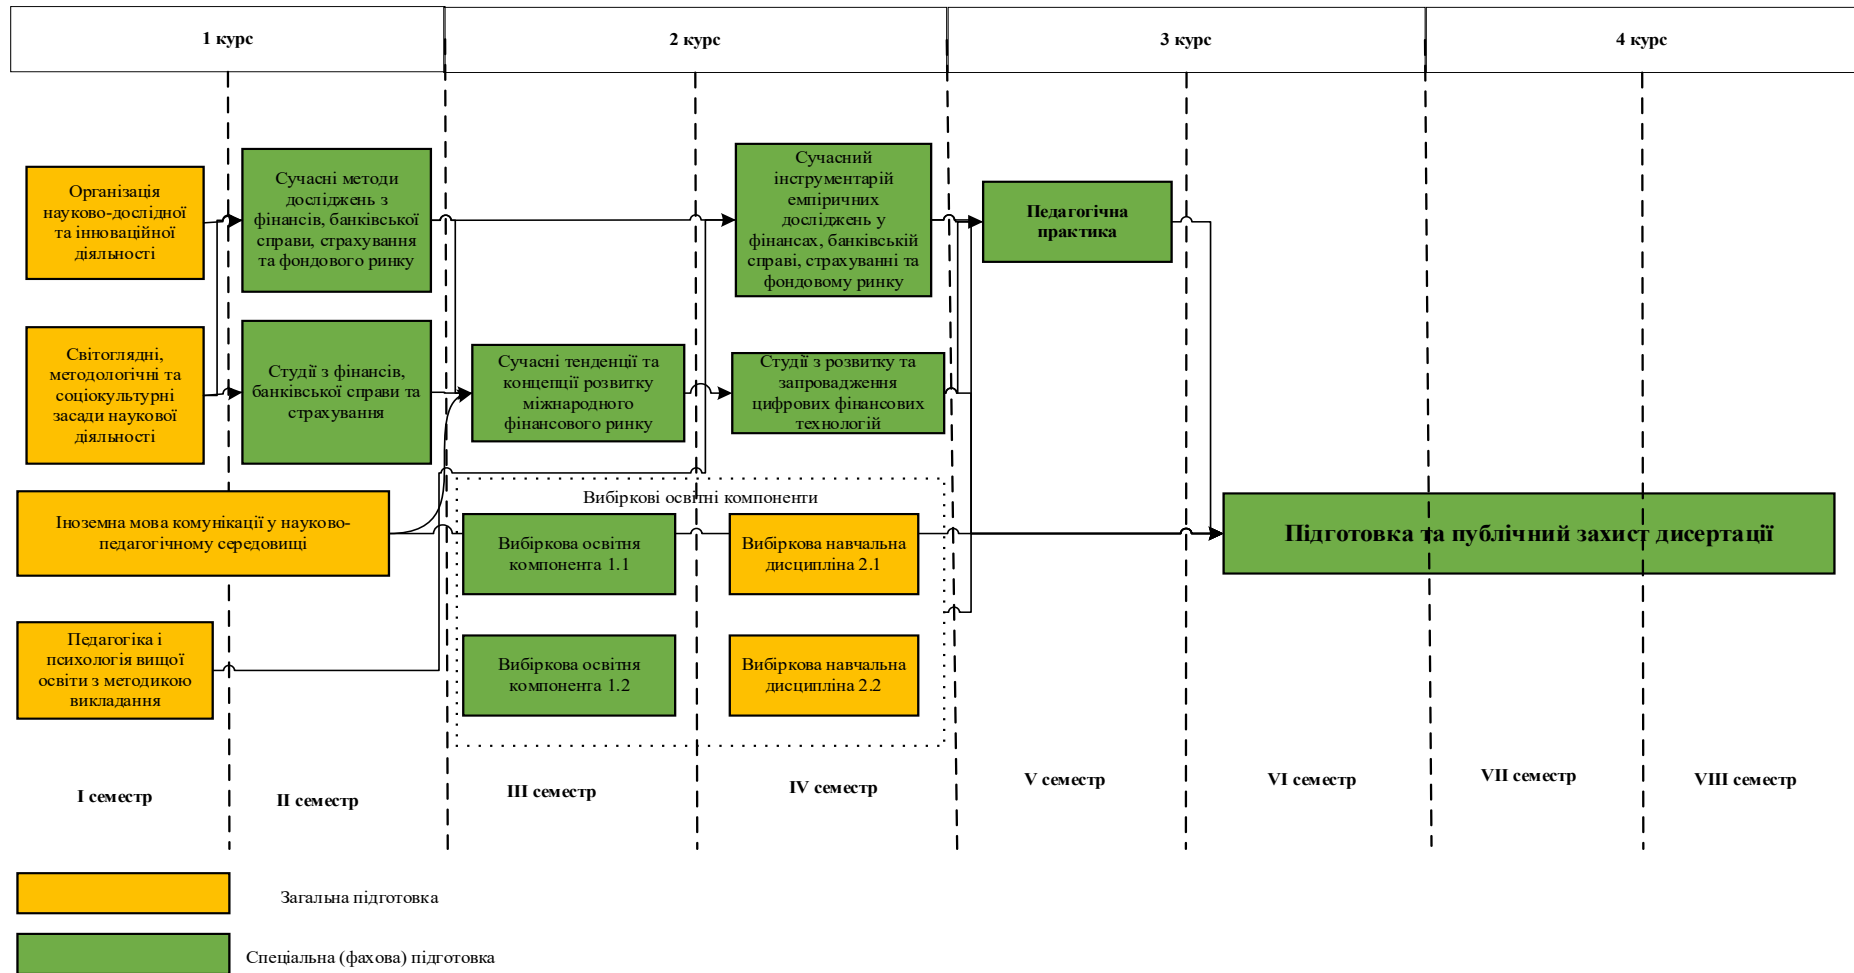 1 курс
2 курс
3 курс
4 курс
Організація
науково-дослідної
та інноваційної
діяльності
Сучасні методи
досліджень з
фінансів, банківської
справи, страхування
та фондового ринку
Сучасний
інструментарій
емпіричних
досліджень у
фінансах, банківській
справі, страхуванні та
фондовому ринку
Педагогічна
практика
Світоглядні,
методологічні та
соціокультурні
засади наукової
діяльності
Студії з фінансів,
банківської справи та
страхування
Сучасні тенденції та
концепції розвитку
міжнародного
фінансового ринку
Студії з розвитку та
запровадження
цифрових фінансових
технологій
Іноземна мова комунікації у науково-
педагогічному середовищі
Вибіркові освітні компоненти
Вибіркова освітня
компонента 1.1
Вибіркова навчальна
дисципліна 2.1
Підготовка та публічний захист дисертації
Педагогіка і
психологія вищої
освіти з методикою
викладання
Вибіркова освітня
компонента 1.2
Вибіркова навчальна
дисципліна 2.2
I семестр
II семестр
III семестр
IV семестр
V семестр
VI семестр
VII семестр
VIII семестр
Загальна підготовка
Спеціальна (фахова) підготовка